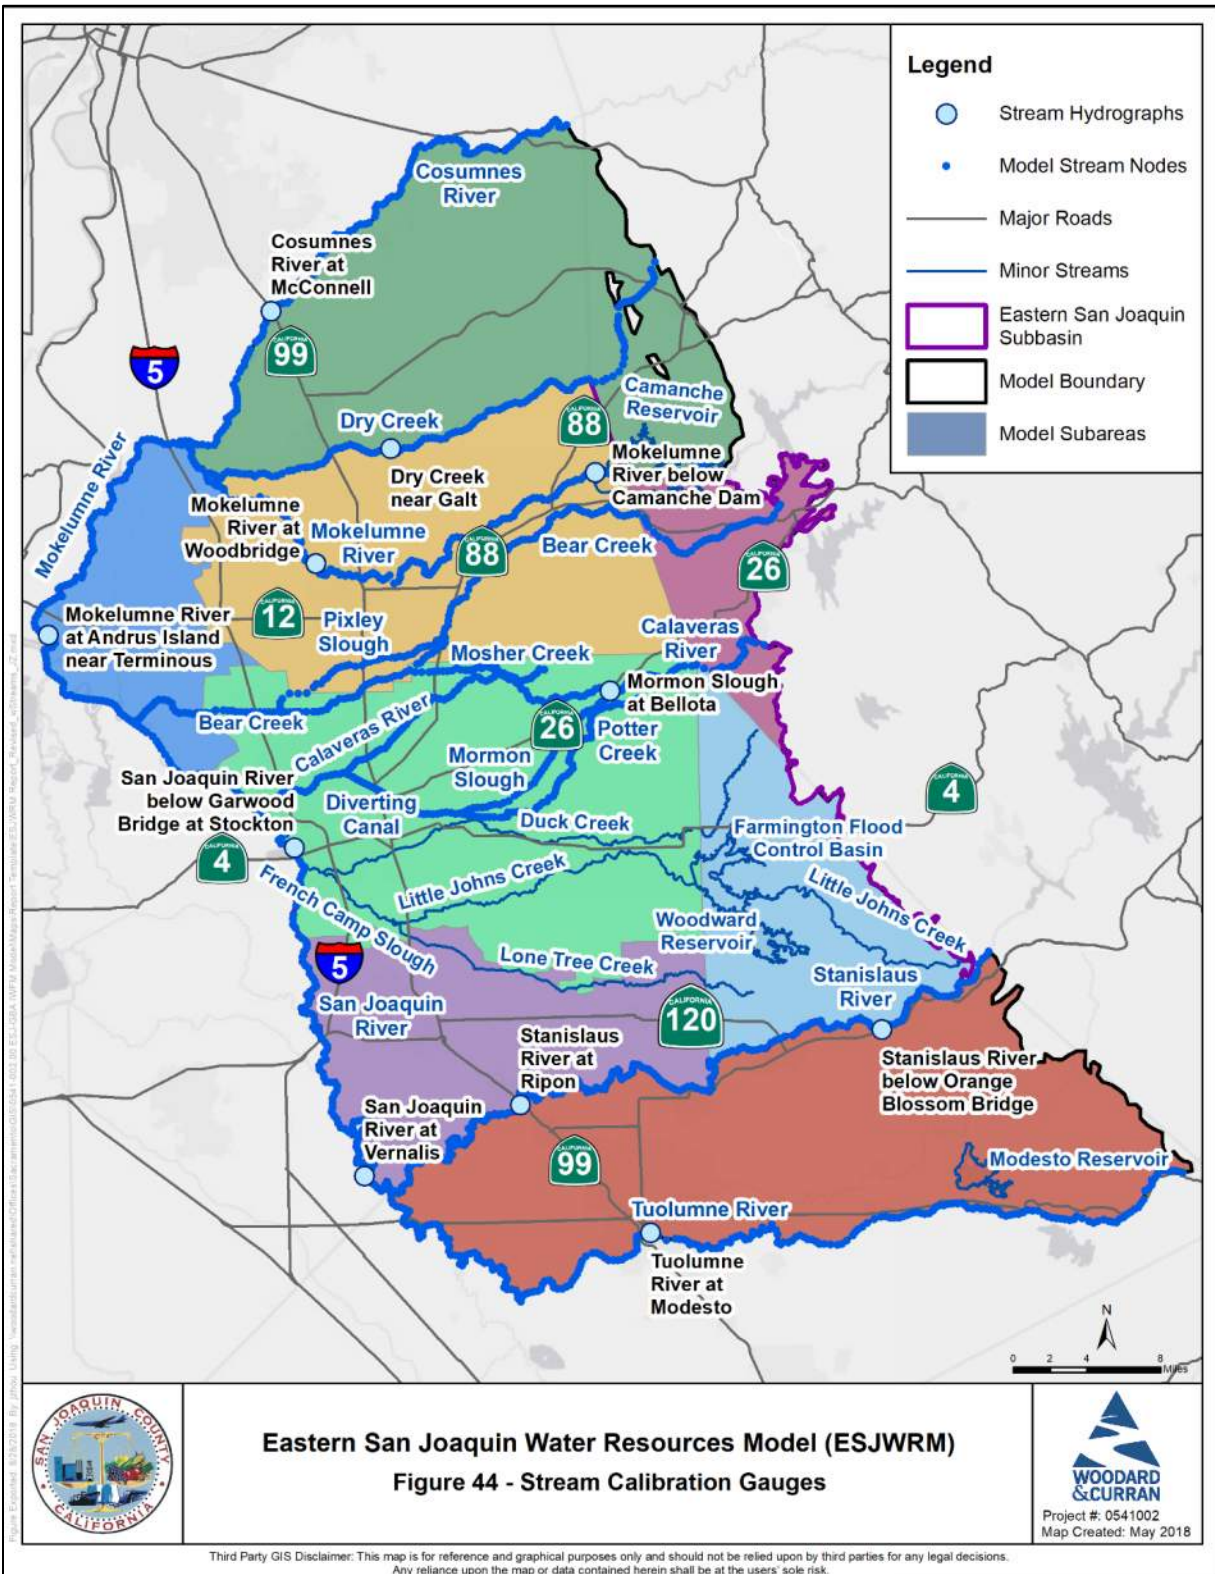 Legend
Stream Hydrographs
Model Stream Nodes
Major Roads
Minor Streams
Eastern San Joaquin
Subbasin
Model Boundary
Model Subareas
Cosumnes
River
Cosumnes
River at
McConnell
CALIFORNIA
99
5
Camanche
Reservoir
CALIFORNIA
88
Dry Creek
Mokelumne River
Dry Creek
near Galt
Mokelumne
River below
Camanche Dam
Mokelumne
River at
Woodbridge
Mokelumne
River
CALIFORNIA
88
Bear Creek
CALIFORNIA
26
CALIFORNIA
12
Pixley
Slough
Mokelumne River
at Andrus Island
near Terminous
Calaveras
River
Mosher Creek
Mormon Slough
at Bellota
Bear Creek
Calaveras River
CALIFORNIA
26
Potter
Creek
Mormon
Slough
San Joaquin River
below Garwood
Bridge at Stockton
Diverting
Canal
Duck Creek
CALIFORNIA
4
Farmington Flood
Control Basin
CALIFORNIA
4
Little Johns Creek
Little Johns Creek
French Camp Slough
Woodward
Reservoir
Lone Tree Creek
5
Stanislaus
River
San Joaquin
River
CALIFORNIA
120
Stanislaus
River at
Ripon
Stanislaus River
below Orange
Blossom Bridge
San Joaquin
River at
Vernalis
CALIFORNIA
99
Modesto Reservoir
Tuolumne River
Tuolumne
River at
Modesto
N
0 2 4 8
Miles
SAN JOAQUIN COUNTY
CALIFORNIA
Eastern San Joaquin Water Resources Model (ESJWRM)
Figure 44 - Stream Calibration Gauges
WOODARD
&CURRAN
Project #: 0541002
Map Created: May 2018
Third Party GIS Disclaimer: This map is for reference and graphical purposes only and should not be relied upon by third parties for any legal decisions.
Any reliance upon the map or data contained herein shall be at the users' sole risk.